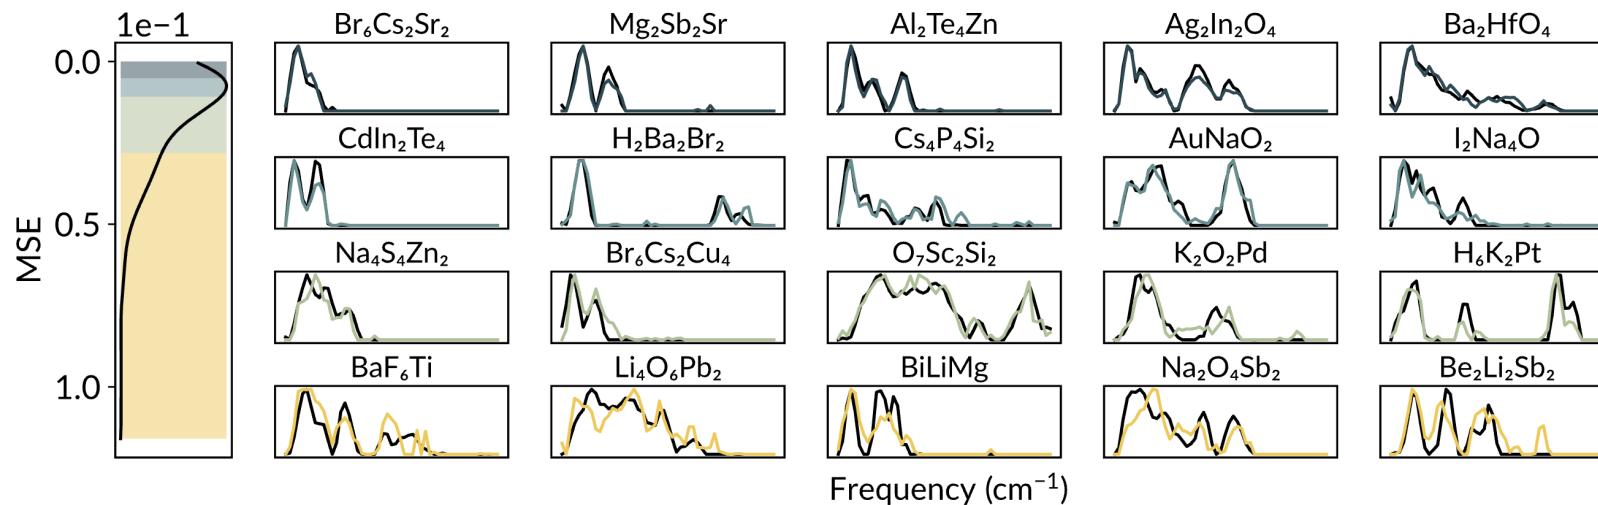 1e−1
MSE
0.0
0.5
1.0
Br₆Cs₂Sr₂
Mg₂Sb₂Sr
Al₂Te₄Zn
Ag₂In₂O₄
Ba₂HfO₄
CdIn₂Te₄
H₂Ba₂Br₂
Cs₄P₄Si₂
AuNaO₂
I₂Na₄O
Na₄S₄Zn₂
Br₆Cs₂Cu₄
O₇Sc₂Si₂
K₂O₂Pd
H₆K₂Pt
BaF₆Ti
Li₄O₆Pb₂
BiLiMg
Na₂O₄Sb₂
Be₂Li₂Sb₂
Frequency (cm⁻¹)